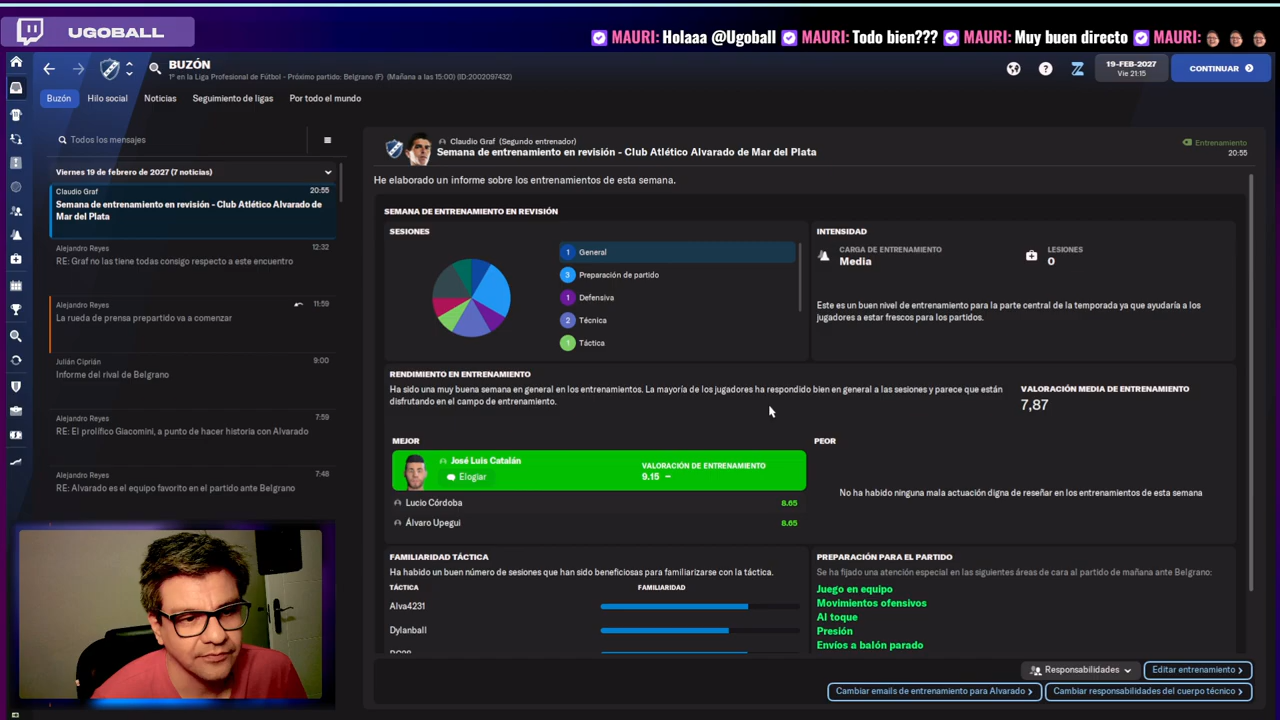 UGOBALL
MAURI: Holaaa @Ugoball MAURI: Todo bien??? MAURI: Muy buen directo MAURI:
BUZÓN
1º en la Liga Profesional de Fútbol - Próximo partido: Belgrano (F) (Mañana a las 15:00) (ID:2002097432)
19-FEB-2027
Vie 21:15
CONTINUAR
Buzón
Hilo social
Noticias
Seguimiento de ligas
Por todo el mundo
Todos los mensajes
Viernes 19 de febrero de 2027 (7 noticias)
Claudio Graf
20:55
Semana de entrenamiento en revisión - Club Atlético Alvarado de
Mar del Plata
Alejandro Reyes
12:32
RE: Graf no las tiene todas consigo respecto a este encuentro
Alejandro Reyes
11:59
La rueda de prensa prepartido va a comenzar
Julián Ciprián
9:00
Informe del rival de Belgrano
Alejandro Reyes
7:59
RE: El prolífico Giacomini, a punto de hacer historia con Alvarado
Alejandro Reyes
7:48
RE: Alvarado es el equipo favorito en el partido ante Belgrano
Claudio Graf (Segundo entrenador)
Semana de entrenamiento en revisión - Club Atlético Alvarado de Mar del Plata
Entrenamiento
20:55
He elaborado un informe sobre los entrenamientos de esta semana.
SEMANA DE ENTRENAMIENTO EN REVISIÓN
SESIONES
1 General
3 Preparación de partido
1 Defensiva
2 Técnica
1 Táctica
INTENSIDAD
CARGA DE ENTRENAMIENTO
Media
LESIONES
0
Este es un buen nivel de entrenamiento para la parte central de la temporada ya que ayudaría a los
jugadores a estar frescos para los partidos.
RENDIMIENTO EN ENTRENAMIENTO
Ha sido una muy buena semana en general en los entrenamientos. La mayoría de los jugadores ha respondido bien en general a las sesiones y parece que están
disfrutando en el campo de entrenamiento.
VALORACIÓN MEDIA DE ENTRENAMIENTO
7,87
MEJOR
José Luis Catalán
Elogiar
VALORACIÓN DE ENTRENAMIENTO
9.15 –
Lucio Córdoba 8.65
Álvaro Upegui 8.65
PEOR
No ha habido ninguna mala actuación digna de reseñar en los entrenamientos de esta semana
FAMILIARIDAD TÁCTICA
Ha habido un buen número de sesiones que han sido beneficiosas para familiarizarse con la táctica.
TÁCTICA FAMILIARIDAD
Alva4231
Dylanball
PREPARACIÓN PARA EL PARTIDO
Se ha fijado una atención especial en las siguientes áreas de cara al partido de mañana ante Belgrano:
Juego en equipo
Movimientos ofensivos
Al toque
Presión
Envíos a balón parado
Responsabilidades
Editar entrenamiento
Cambiar emails de entrenamiento para Alvarado
Cambiar responsabilidades del cuerpo técnico